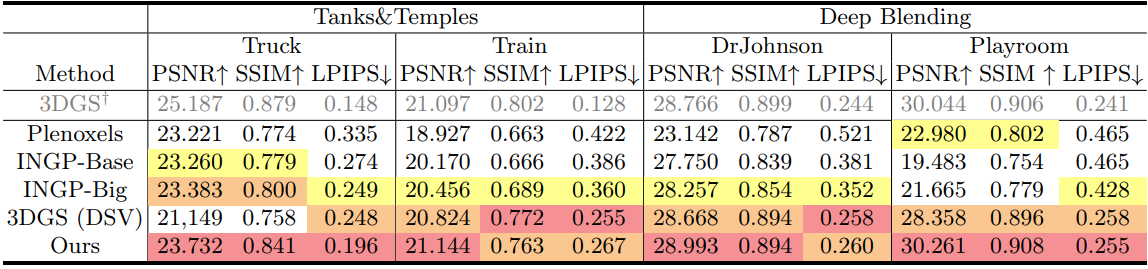 Tanks&Temples Deep Blending
Truck Train DrJohnson Playroom
Method PSNR↑ SSIM↑ LPIPS↓ PSNR↑ SSIM↑ LPIPS↓ PSNR↑ SSIM↑ LPIPS↓ PSNR↑ SSIM ↑ LPIPS↓
3DGS† 25.187 0.879 0.148 21.097 0.802 0.128 28.766 0.899 0.244 30.044 0.906 0.241
Plenoxels 23.221 0.774 0.335 18.927 0.663 0.422 23.142 0.787 0.521 22.980 0.802 0.465
INGP-Base 23.260 0.779 0.274 20.170 0.666 0.386 27.750 0.839 0.381 19.483 0.754 0.465
INGP-Big 23.383 0.800 0.249 20.456 0.689 0.360 28.257 0.854 0.352 21.665 0.779 0.428
3DGS (DSV) 21,149 0.758 0.248 20.824 0.772 0.255 28.668 0.894 0.258 28.358 0.896 0.258
Ours 23.732 0.841 0.196 21.144 0.763 0.267 28.993 0.894 0.260 30.261 0.908 0.255